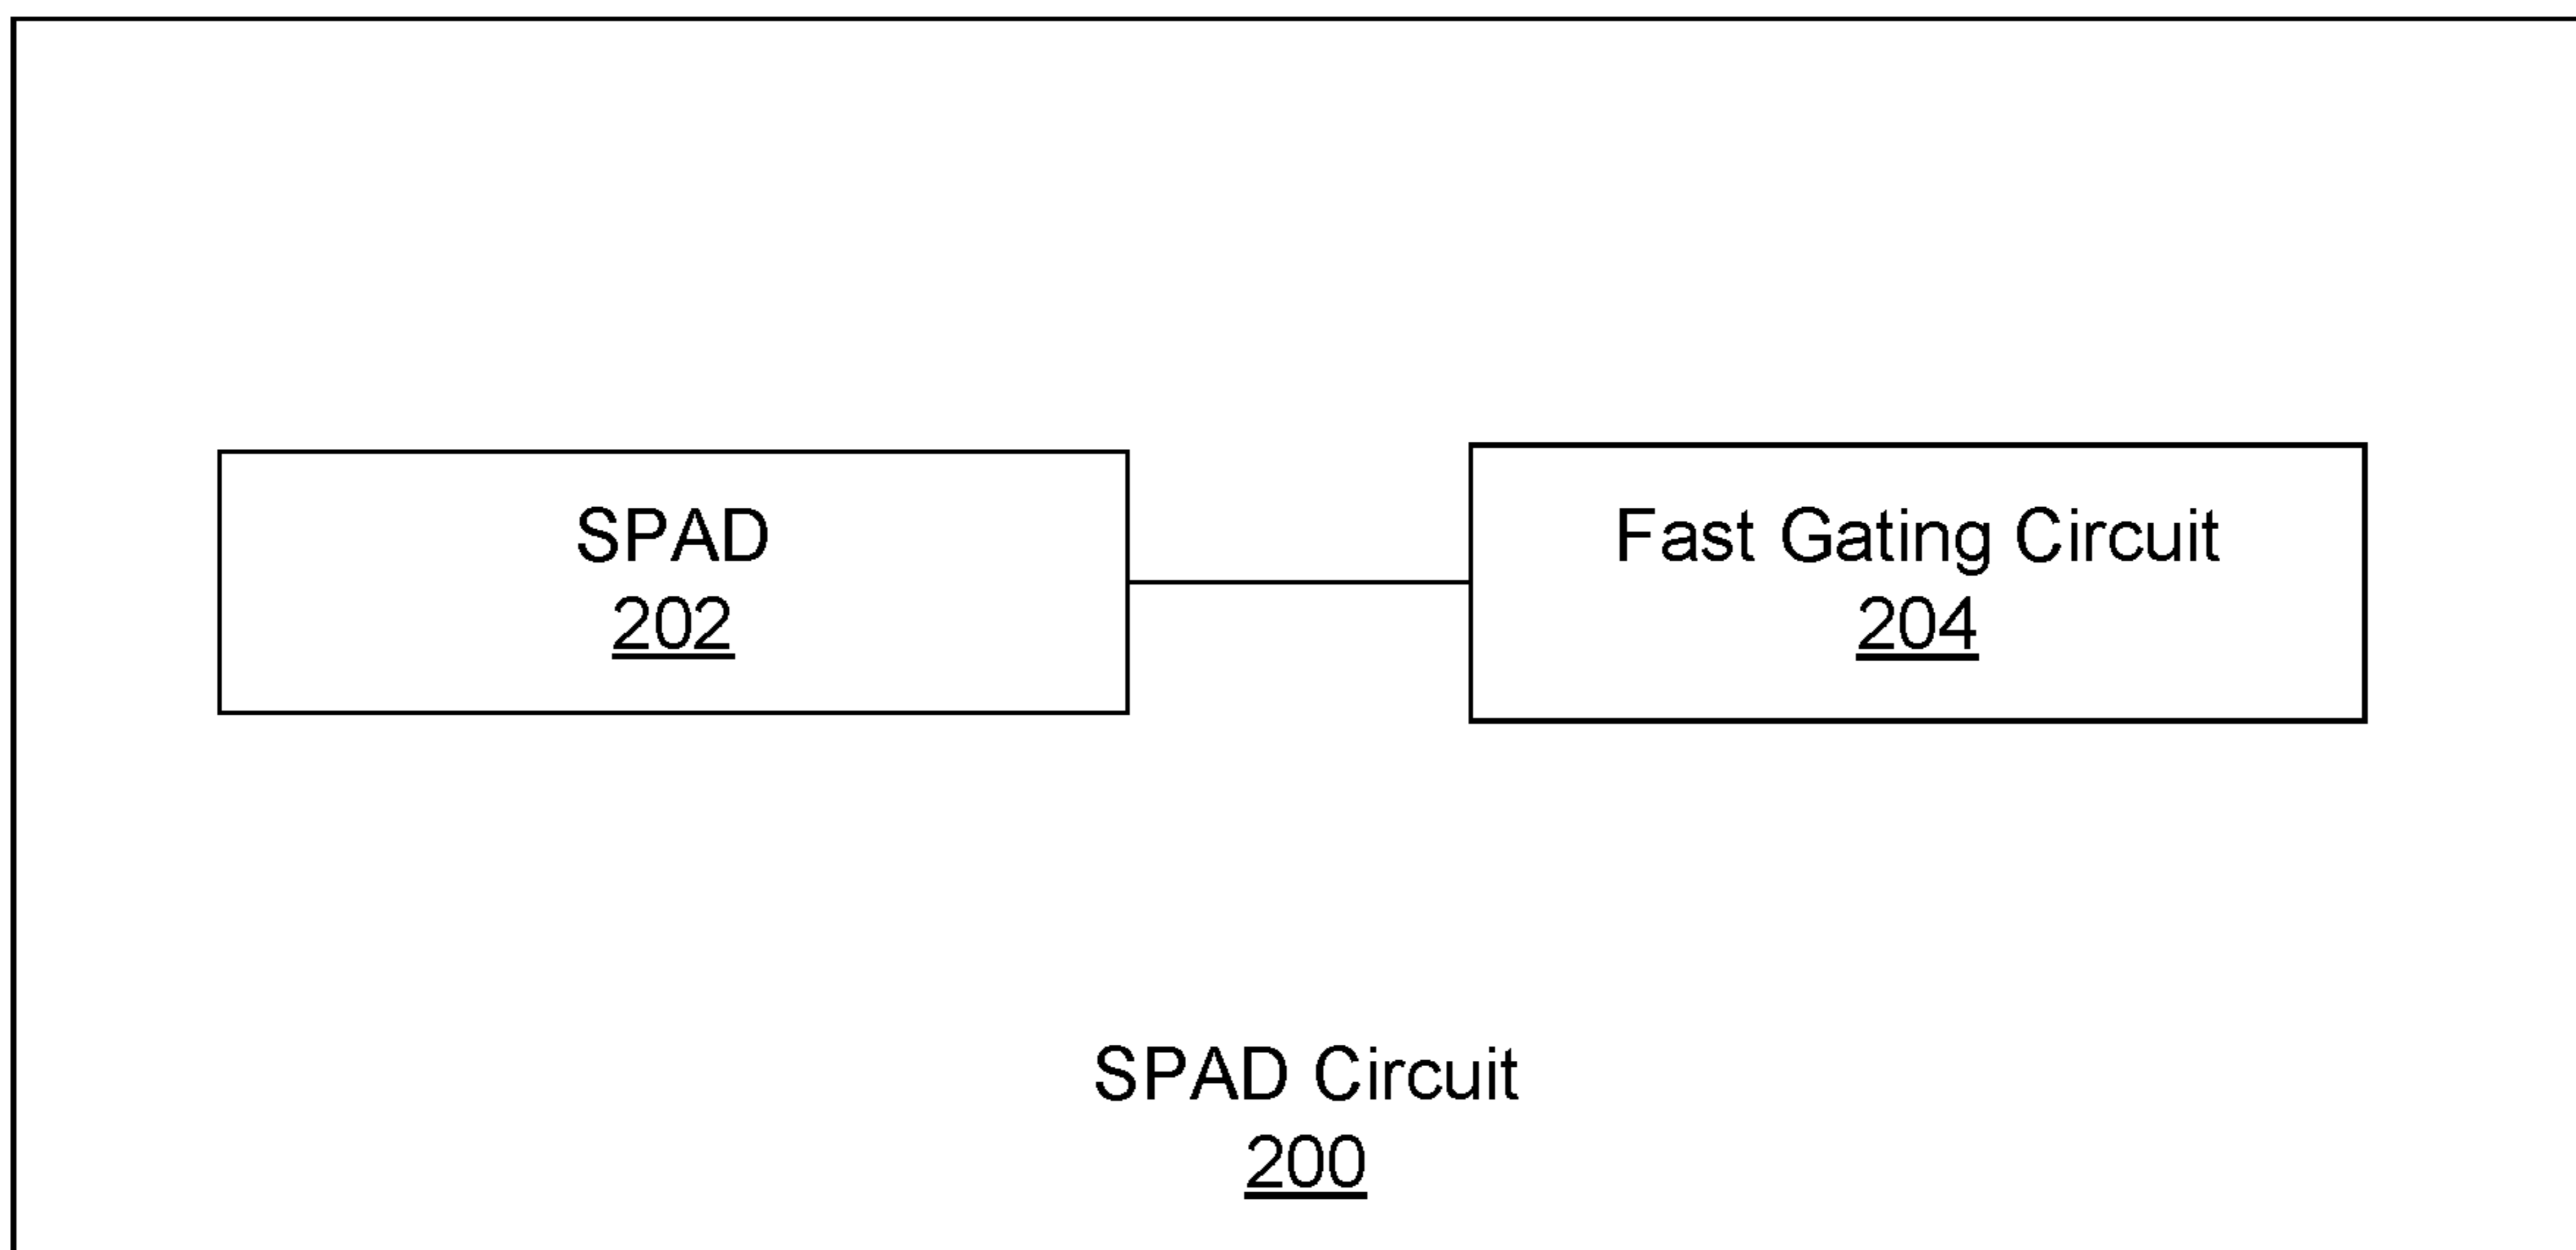 SPAD
202
Fast Gating Circuit
204
SPAD Circuit
200